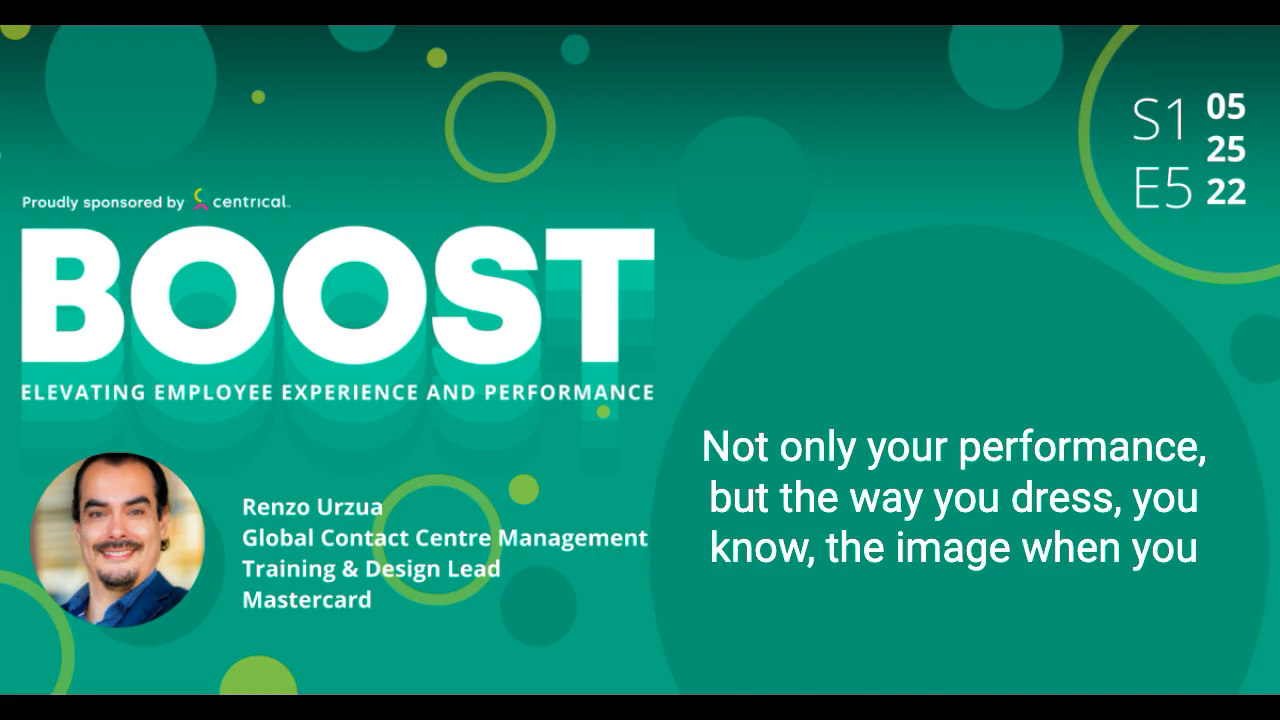 S1 05
25
E5 22
Proudly sponsored by centrical
BOOST
ELEVATING EMPLOYEE EXPERIENCE AND PERFORMANCE
Not only your performance,
but the way you dress, you
know, the image when you
Renzo Urzua
Global Contact Centre Management
Training & Design Lead
Mastercard